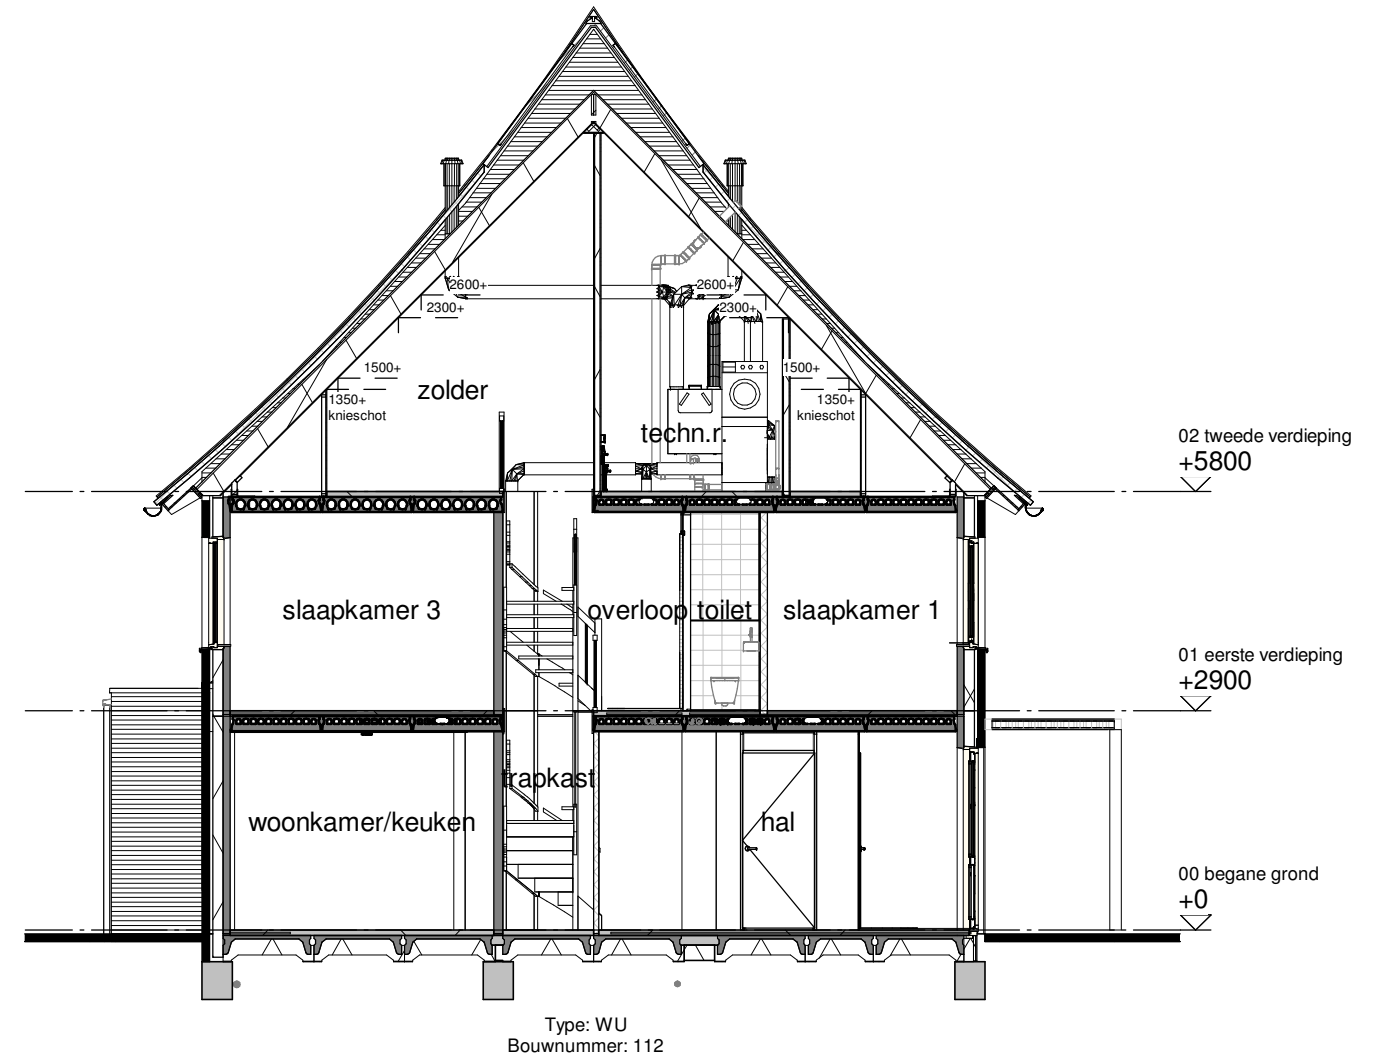 2600+
2600+
2300+
2300+
1500+
1500+
zolder
1350+
knieschot
1350+
knieschot
techn.r.
02 tweede verdieping
+5800
slaapkamer 3
overloop
toilet
slaapkamer 1
01 eerste verdieping
+2900
trapkast
woonkamer/keuken
hal
00 begane grond
+0
Type: WU
Bouwnummer: 112